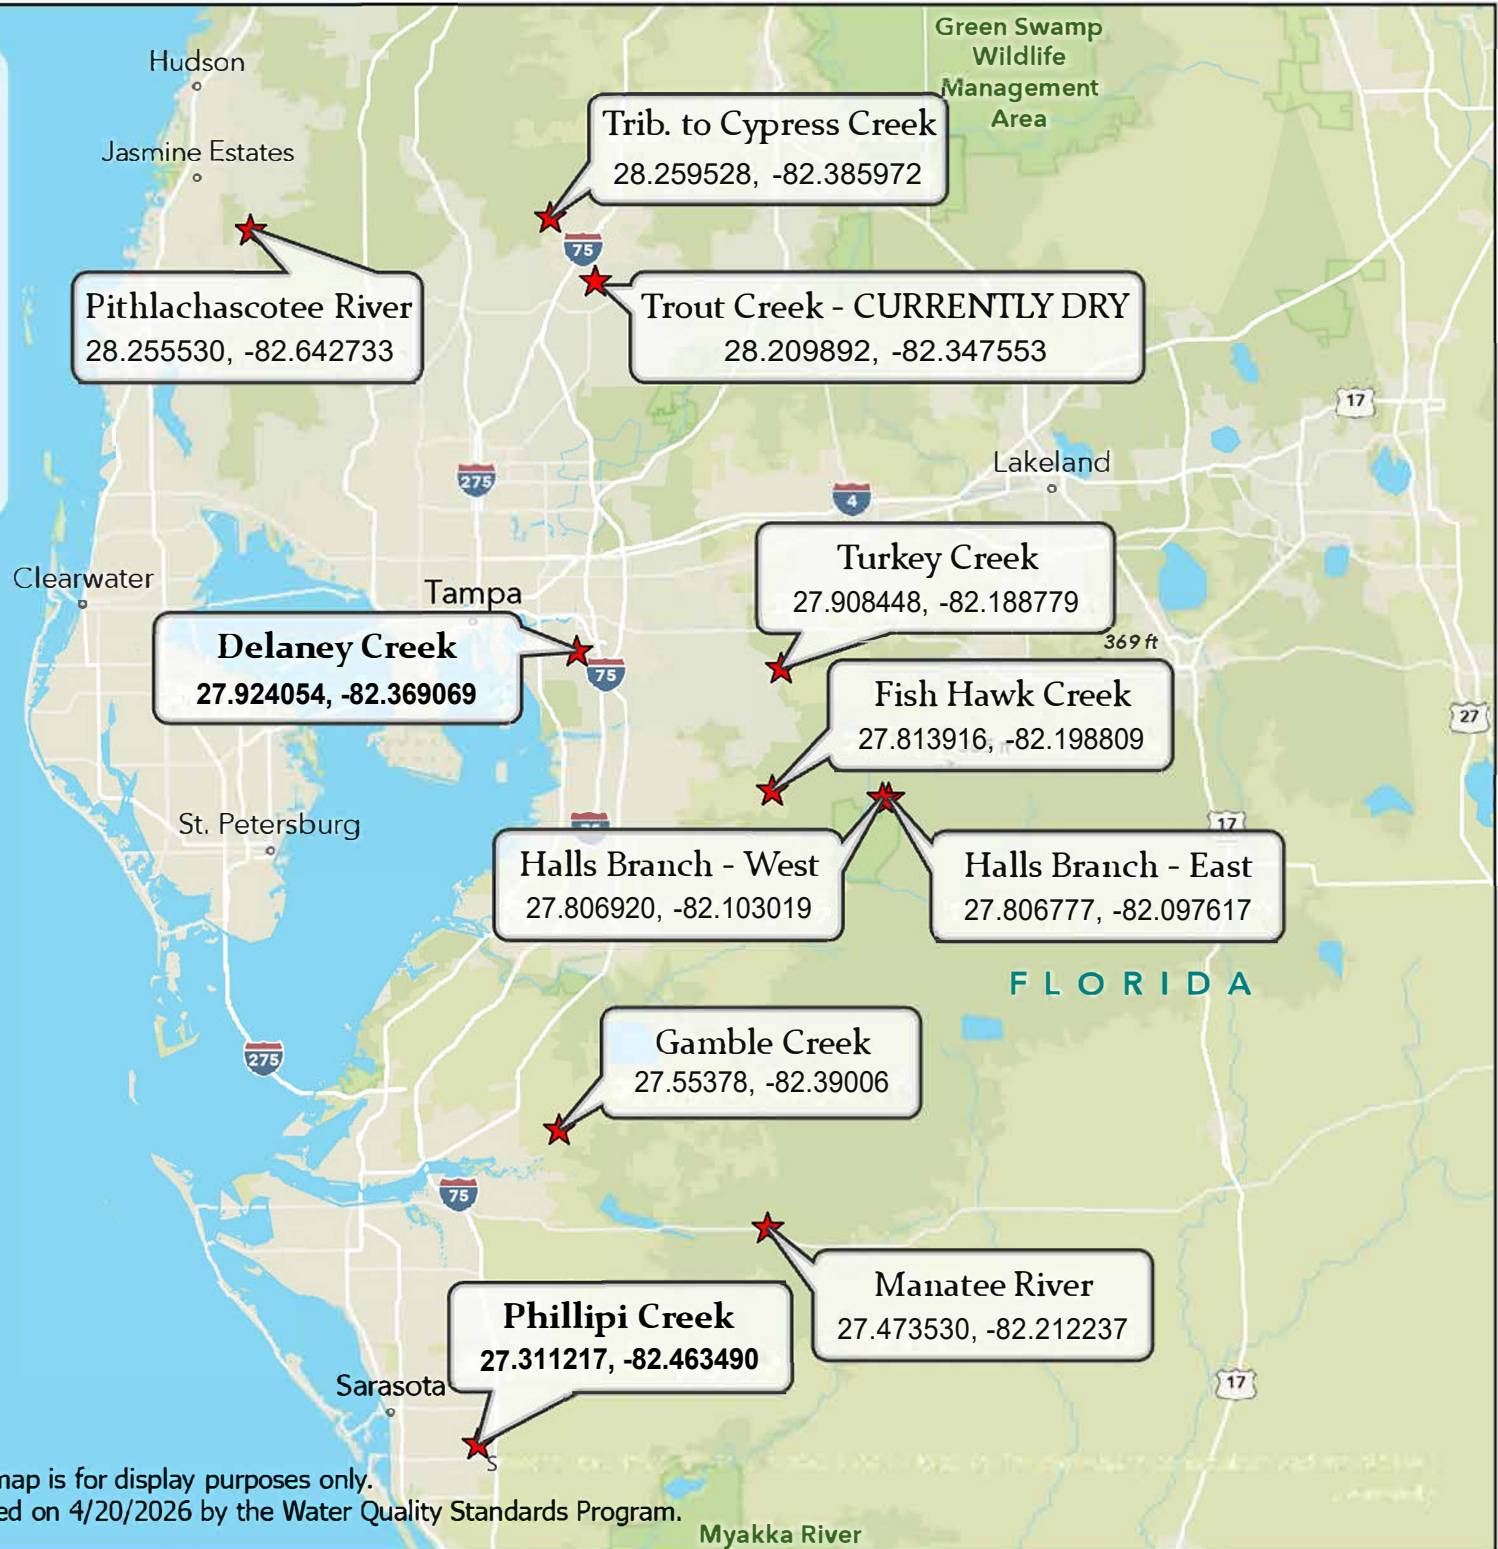 Green Swamp
Wildlife
Management
Area
Hudson
Jasmine Estates
Trib. to Cypress Creek
28.259528, -82.385972
75
Pithlachascotee River
28.255530, -82.642733
Trout Creek - CURRENTLY DRY
28.209892, -82.347553
17
Lakeland
275
4
Clearwater
Tampa
Turkey Creek
27.908448, -82.188779
369 ft
Delaney Creek
27.924054, -82.369069
75
Fish Hawk Creek
27.813916, -82.198809
27
St. Petersburg
17
Halls Branch - West
27.806920, -82.103019
Halls Branch - East
27.806777, -82.097617
FLORIDA
Gamble Creek
27.55378, -82.39006
275
75
Manatee River
27.473530, -82.212237
Phillipi Creek
27.311217, -82.463490
Sarasota
17
S
map is for display purposes only.
ed on 4/20/2026 by the Water Quality Standards Program.
Myakka River